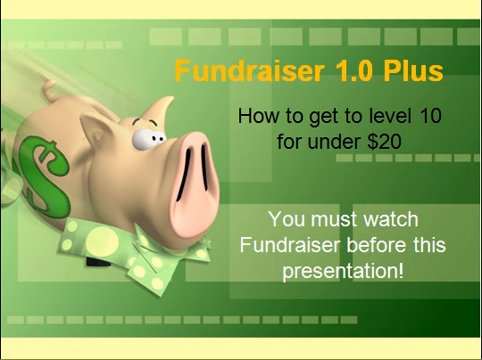 Fundraiser 1.0 Plus
How to get to level 10
for under $20
You must watch
Fundraiser before this
presentation!
$